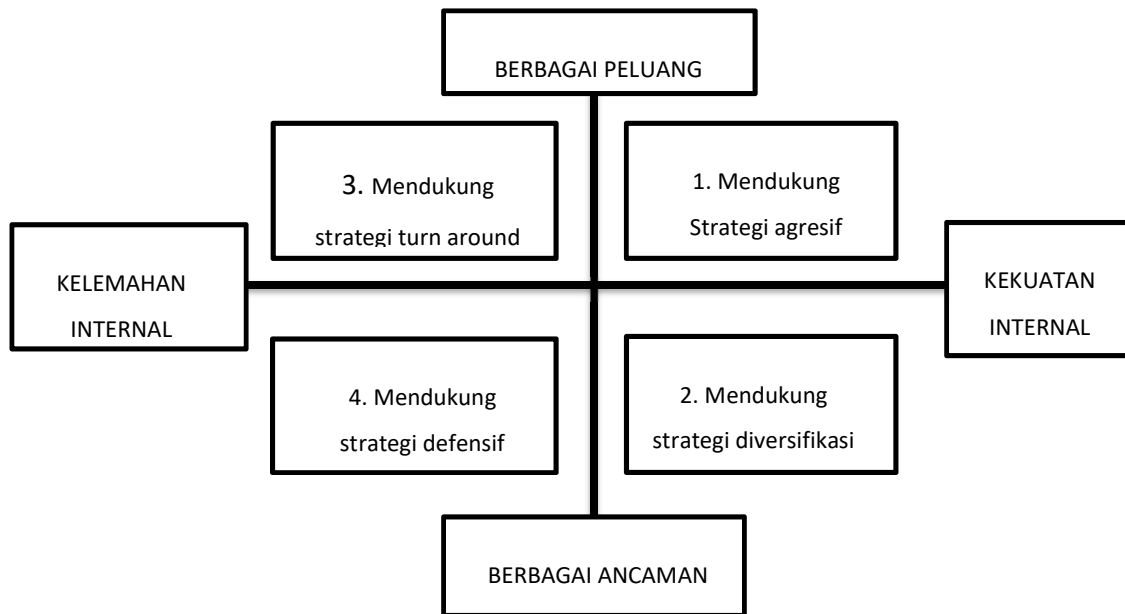 BERBAGAI PELUANG
3. Mendukung
strategi turn around
1. Mendukung
Strategi agresif
KELEMAHAN
INTERNAL
KEKUATAN
INTERNAL
4. Mendukung
strategi defensif
2. Mendukung
strategi diversifikasi
BERBAGAI ANCAMAN